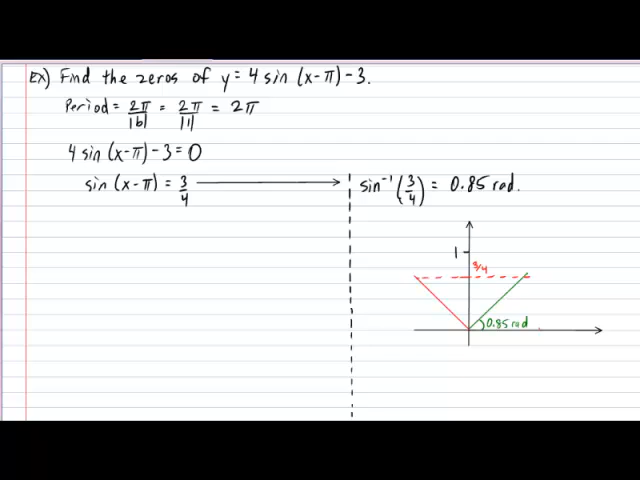 Ex) Find the zeros of y = 4 sin (x-π) - 3.
Period = 2π/|b| = 2π/|1| = 2π
4 sin (x-π) - 3 = 0
sin (x-π) = 3/4
sin⁻¹ (3/4) = 0.85 rad.
1
3/4
0.85 rad